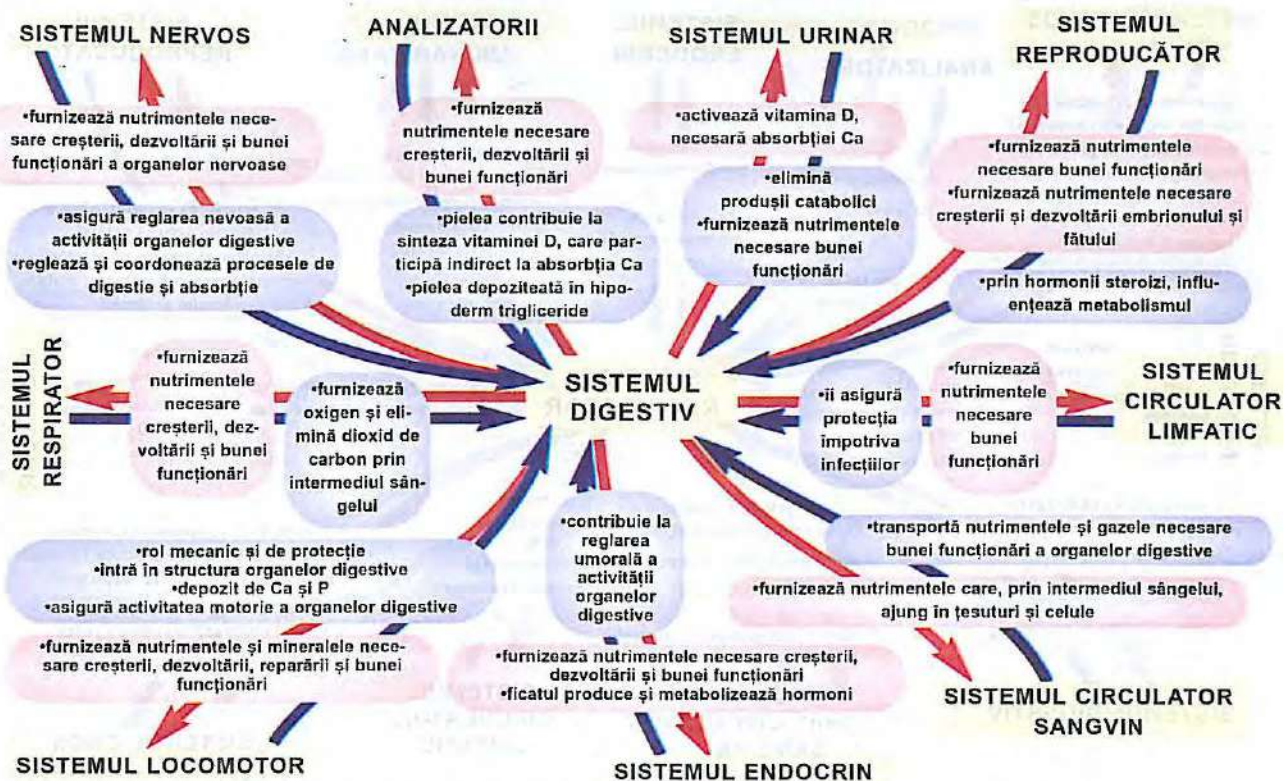 SISTEMUL NERVOS
•furnizează nutrimentele nece-
sare creșterii, dezvoltării și bunei
funcționări a organelor nervoase
•asigură reglarea nevoasă a
activității organelor digestive
•reglează și coordonează procesele de
digestie și absorbție
ANALIZATORII
•furnizează
nutrimentele necesare
creșterii, dezvoltării și
bunei funcționări
•pielea contribuie la
sinteza vitaminei D, care par-
ticipă indirect la absorbția Ca
•pielea depoziteată în hipo-
derm trigliceride
SISTEMUL URINAR
•activează vitamina D,
necesară absorbției Ca
•elimină
produșii catabolici
•furnizează nutrimentele
necesare bunei
funcționări
SISTEMUL
REPRODUCĂTOR
•furnizează nutrimentele
necesare bunei funcționări
•furnizează nutrimentele necesare
creșterii și dezvoltării embrionului și
fătului
•prin hormonii steroizi, influ-
ențează metabolismul
SISTEMUL
RESPIRATOR
•furnizează
nutrimentele
necesare
creșterii, dez-
voltării și bunei
funcționări
•furnizează
oxigen și eli-
mină dioxid de
carbon prin
intermediul sân-
gelui
SISTEMUL
DIGESTIV
•ii asigură
protecția
împotriva
infecțiilor
•furnizează
nutrimentele
necesare
bunei
funcționări
SISTEMUL
CIRCULATOR
LIMFATIC
•rol mecanic și de protecție
•intră în structura organelor digestive
•depozit de Ca și P
•asigură activitatea motorie a organelor digestive
•furnizează nutrimentele și mineralele nece-
sare creșterii, dezvoltării, reparării și bunei
funcționări
SISTEMUL LOCOMOTOR
•contribuie la
reglarea
umorală a
activității
organelor
digestive
•furnizează nutrimentele necesare creșterii,
dezvoltării și bunei funcționări
•ficatul produce și metabolizează hormoni
SISTEMUL ENDOCRIN
•transportă nutrimentele și gazele necesare
bunei funcționări a organelor digestive
•furnizează nutrimentele care, prin intermediul sângelui,
ajung în țesuturi și celule
SISTEMUL CIRCULATOR
SANGVIN